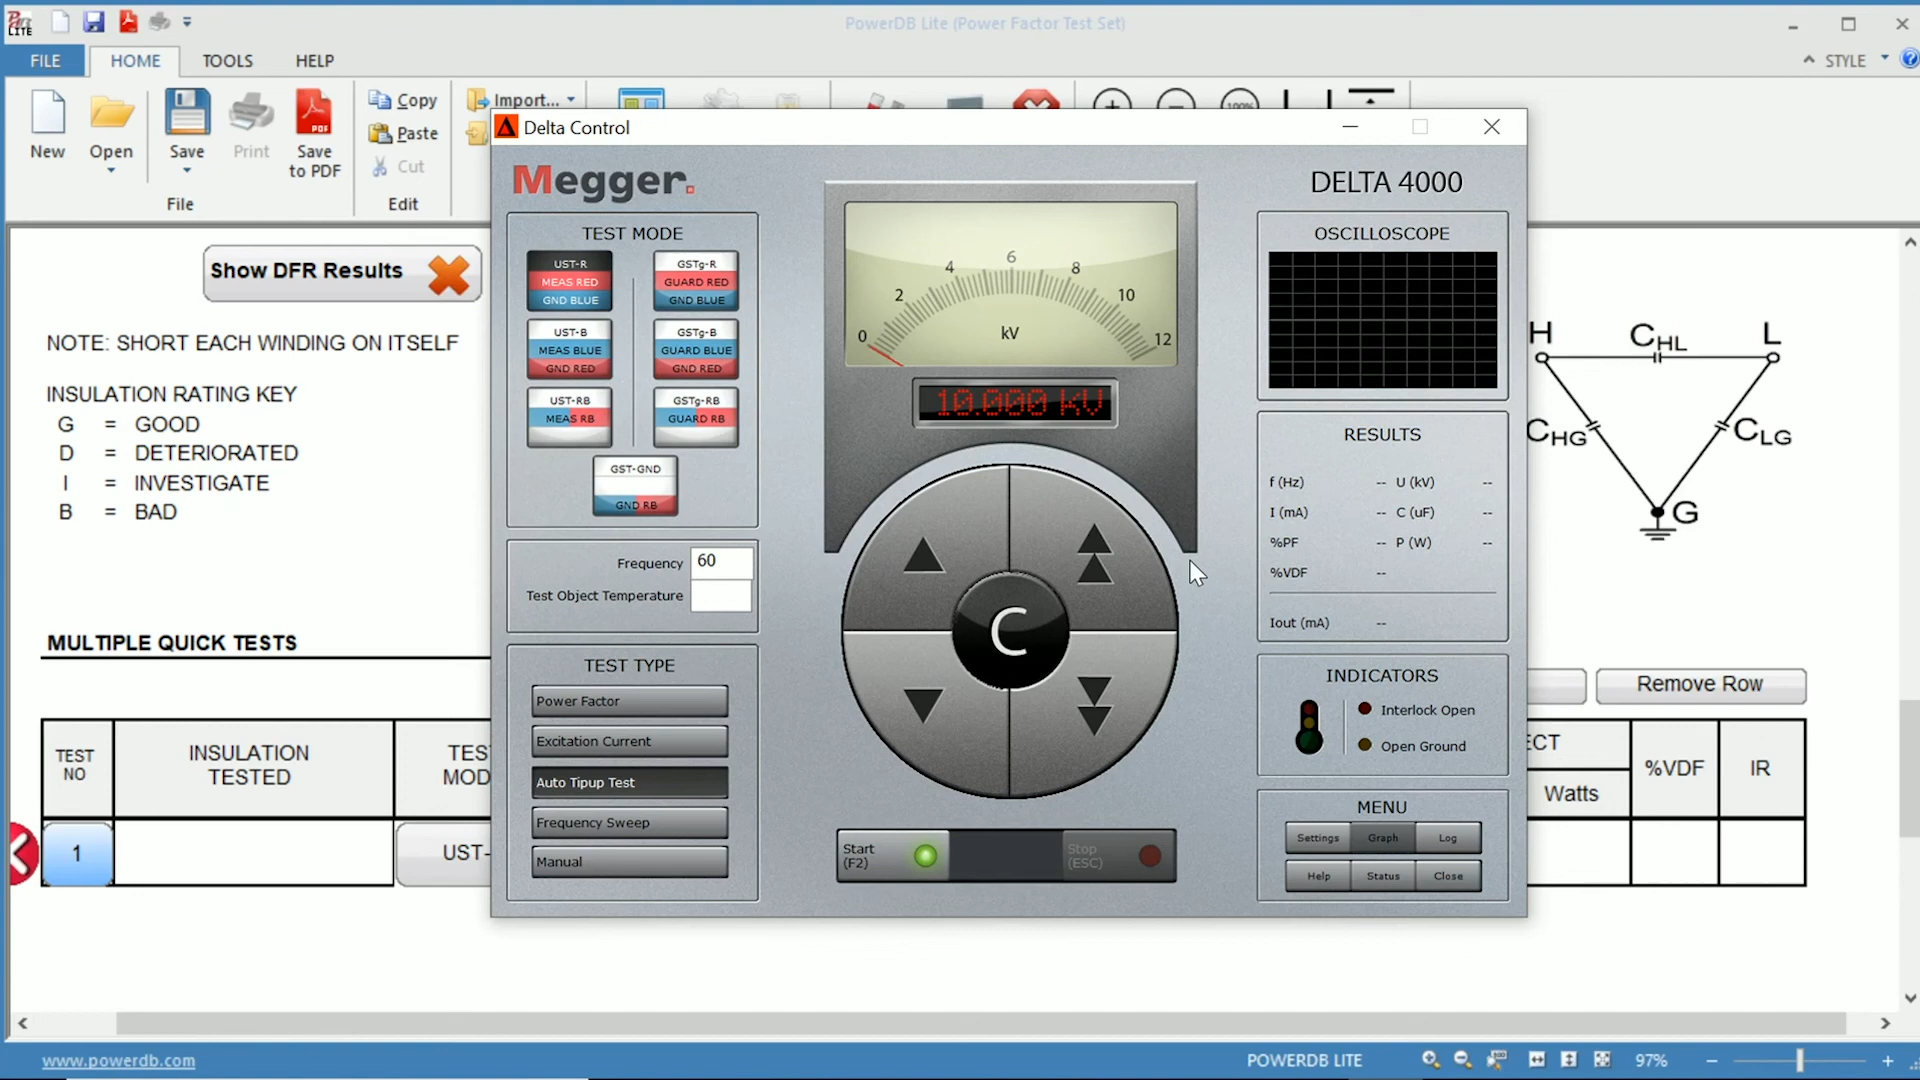 PowerDB Lite (Power Factor Test Set)
LITE
FILE
HOME
TOOLS
HELP
STYLE
New
Open
Save
Print
Save
to PDF
Copy
Paste
Cut
Import...
File
Edit
Delta Control
Megger.
DELTA 4000
TEST MODE
UST-R
MEAS RED
GND BLUE
GSTg-R
GUARD RED
GND BLUE
UST-B
MEAS BLUE
GND RED
GSTg-B
GUARD BLUE
GND RED
UST-RB
MEAS RB
GSTg-RB
GUARD RB
GST-GND
GND RB
Frequency 60
Test Object Temperature
TEST TYPE
Power Factor
Excitation Current
Auto Tipup Test
Frequency Sweep
Manual
0 2 4 6 8 10 12
kV
10.000 kV
C
Start
(F2)
Stop
(ESC)
OSCILLOSCOPE
RESULTS
f (Hz) -- U (kV) --
I (mA) -- C (uF) --
%PF -- P (W) --
%VDF --
Iout (mA) --
INDICATORS
Interlock Open
Open Ground
MENU
Settings Graph Log
Help Status Close
Show DFR Results
NOTE: SHORT EACH WINDING ON ITSELF
INSULATION RATING KEY
G = GOOD
D = DETERIORATED
I = INVESTIGATE
B = BAD
H CHL L
CHG CLG
G
MULTIPLE QUICK TESTS
Remove Row
TEST
NO
INSULATION
TESTED
ECT
Watts
%VDF
IR
1
UST-
www.powerdb.com
POWERDB LITE
97%